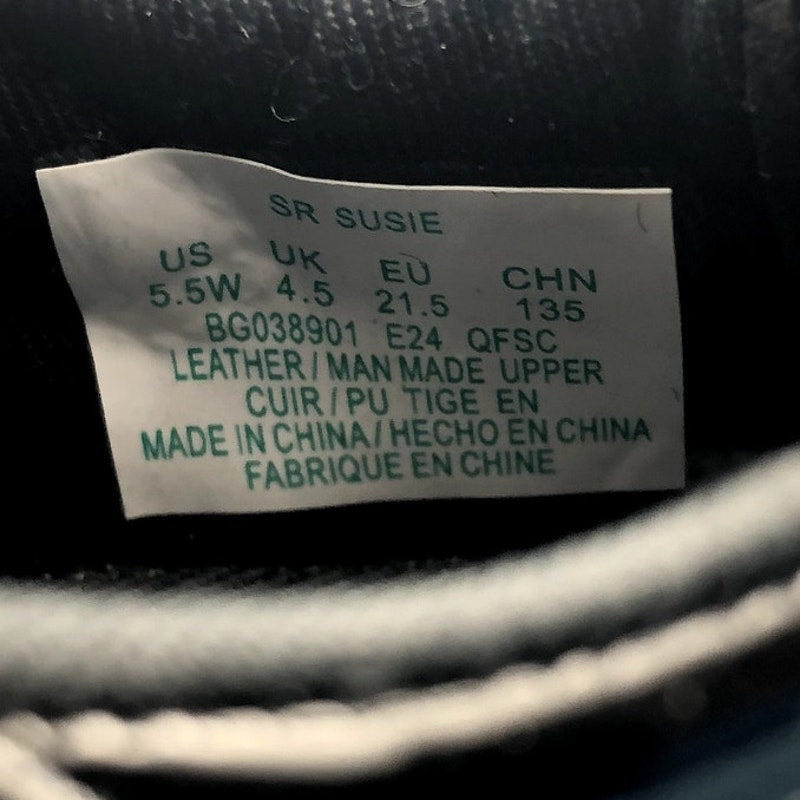 SR SUSIE
US UK EU CHN
5.5W 4.5 21.5 135
BG038901 E24 QFSC
LEATHER/MAN MADE UPPER
CUIR/PU TIGE EN
MADE IN CHINA/HECHO EN CHINA
FABRIQUE EN CHINE